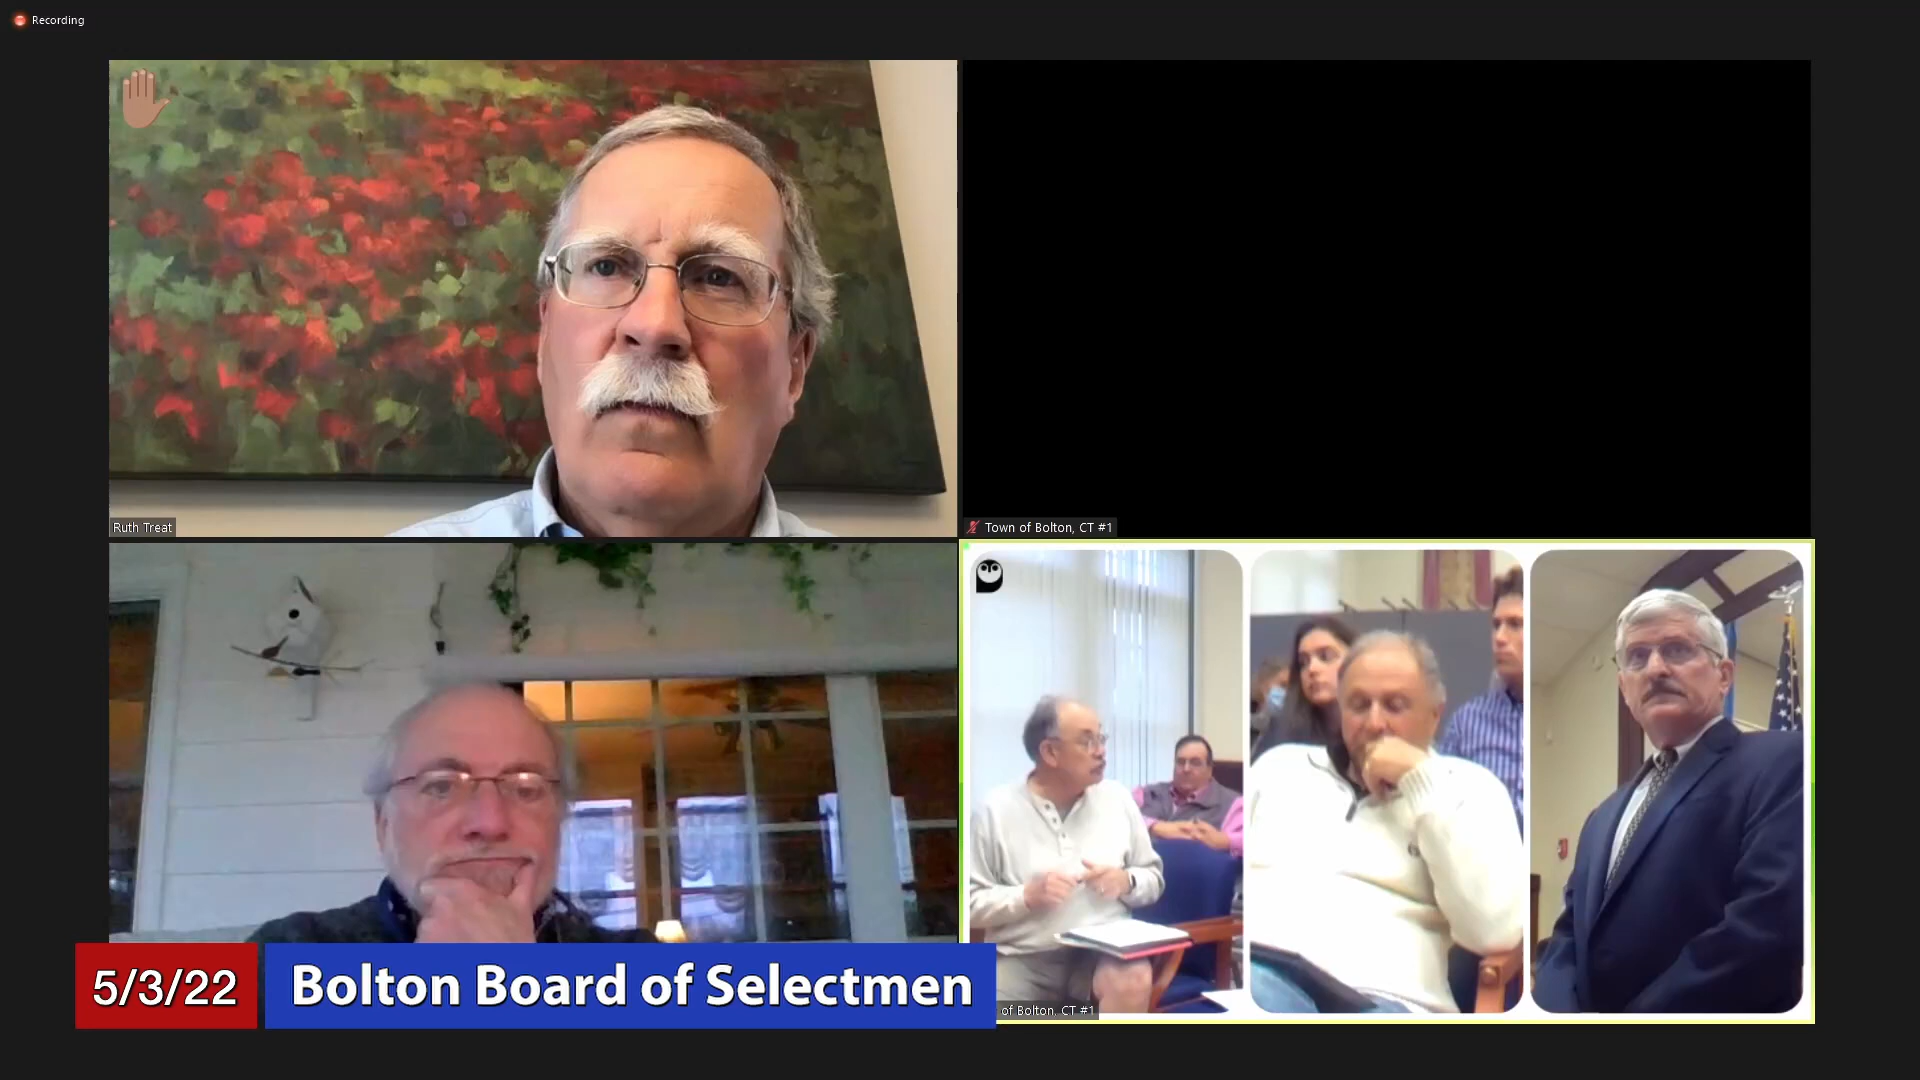 Recording
Ruth Treat
Town of Bolton, CT #1
5/3/22
Bolton Board of Selectmen
of Bolton, CT #1